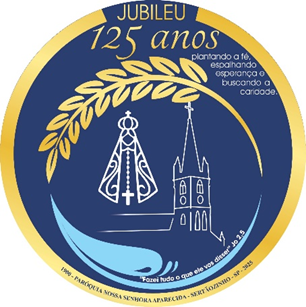 JUBILEU
125 anos
plantando a fé,
espalhando
esperança e
buscando a
caridade.
"Fazei tudo o que ele vos disser" Jo 2,5
1900 - PARÓQUIA NOSSA SENHORA APARECIDA - SERTÃOZINHO - SP - 2025